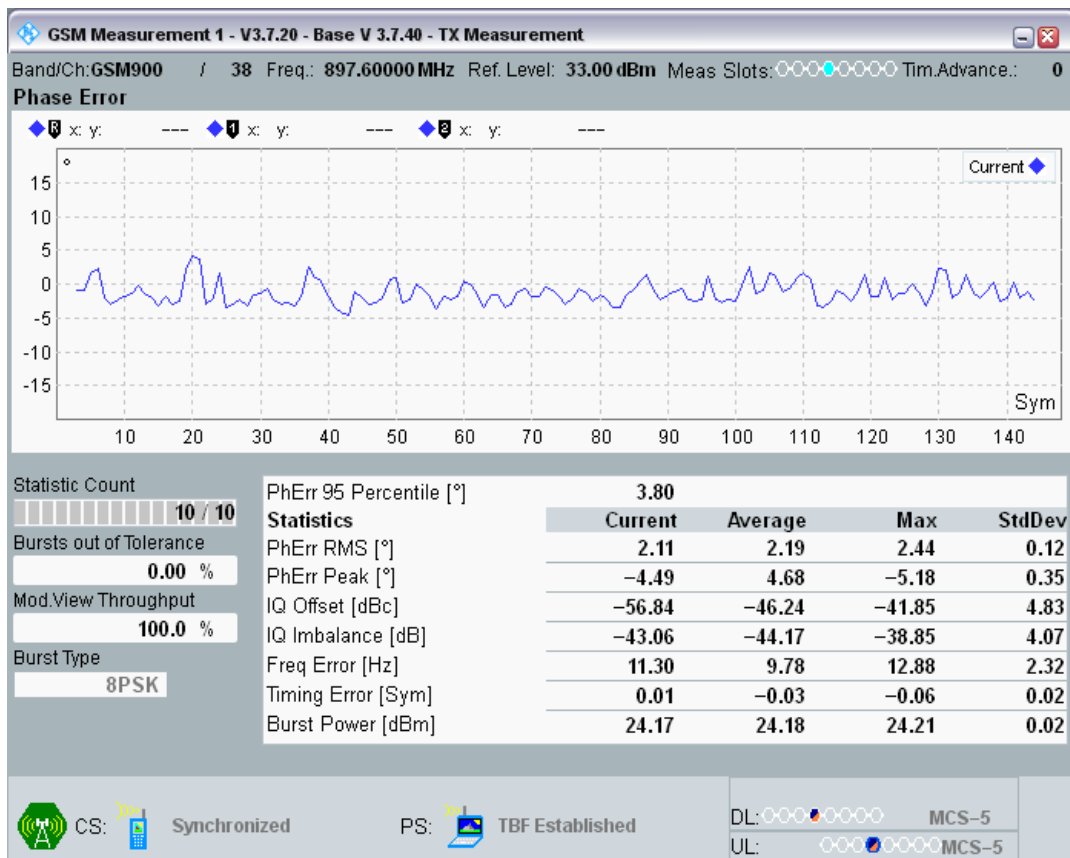 GSM Measurement 1 - V3.7.20 - Base V 3.7.40 - TX Measurement
Band/Ch:GSM900 / 38 Freq.: 897.60000 MHz Ref. Level: 33.00 dBm Meas Slots: Tim.Advance.: 0
Phase Error
R x: y: --- 1 x: y: --- 2 x: y: ---
°
Current
15
10
5
0
-5
-10
-15
Sym
10 20 30 40 50 60 70 80 90 100 110 120 130 140
Statistic Count
10 / 10
Bursts out of Tolerance
0.00 %
Mod.View Throughput
100.0 %
Burst Type
8PSK
PhErr 95 Percentile [°] 3.80
Statistics Current Average Max StdDev
PhErr RMS [°] 2.11 2.19 2.44 0.12
PhErr Peak [°] −4.49 4.68 −5.18 0.35
IQ Offset [dBc] −56.84 −46.24 −41.85 4.83
IQ Imbalance [dB] −43.06 −44.17 −38.85 4.07
Freq Error [Hz] 11.30 9.78 12.88 2.32
Timing Error [Sym] 0.01 −0.03 −0.06 0.02
Burst Power [dBm] 24.17 24.18 24.21 0.02
CS: Synchronized PS: TBF Established
DL: MCS−5
UL: MCS−5